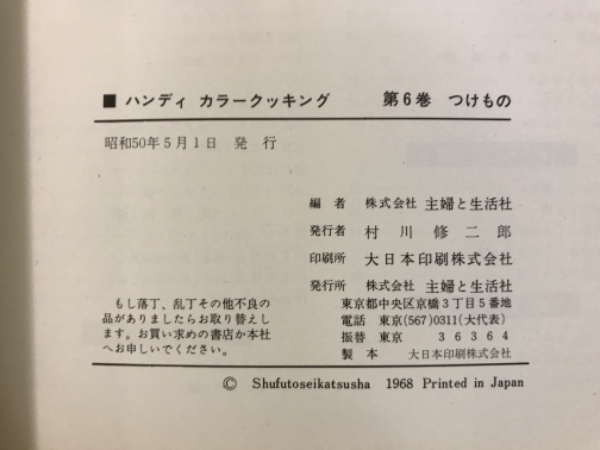 ■ ハンディ カラークッキング 第6巻 つけもの
昭和50年5月1日 発行
編者 株式会社 主婦と生活社
発行者 村川修二郎
印刷所 大日本印刷株式会社
発行所 株式会社 主婦と生活社
東京都中央区京橋3丁目5番地
電話 東京(567)0311(大代表)
振替 東京 36364
製本 大日本印刷株式会社
もし落丁、乱丁その他不良の
品がありましたらお取り替えし
ます。お買い求めの書店か本社
へお申しいでください。
© Shufutoseikatsusha 1968 Printed in Japan